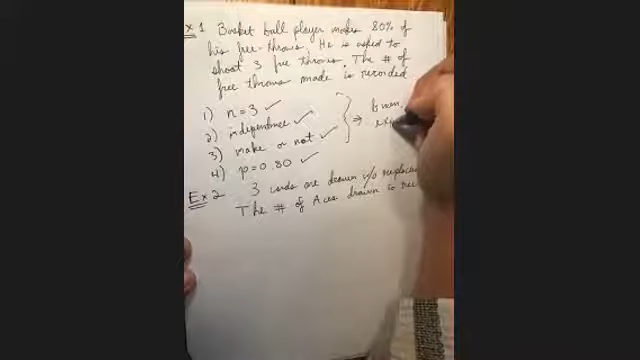 Ex 1 Basket ball player makes 80% of
his free-throws. He is asked to
shoot 3 free throws. The # of
free throws made is recorded
1) n = 3 ✓
2) independence ✓
3) make or not ✓
4) p = 0.80 ✓
} ⇒
Ex 2 3 cards are drawn w/o
The # of Aces drawn is